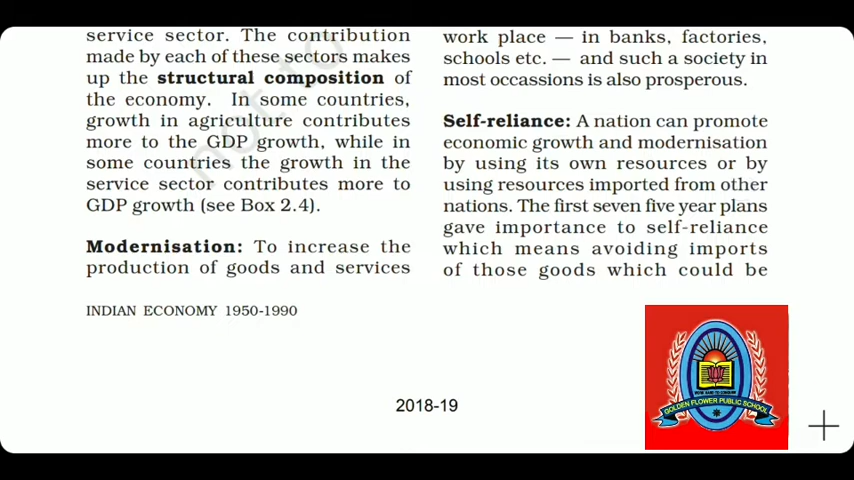 service sector. The contribution
made by each of these sectors makes
up the structural composition of
the economy. In some countries,
growth in agriculture contributes
more to the GDP growth, while in
some countries the growth in the
service sector contributes more to
GDP growth (see Box 2.4).
Modernisation: To increase the
production of goods and services
INDIAN ECONOMY 1950-1990
work place — in banks, factories,
schools etc. — and such a society in
most occassions is also prosperous.
Self-reliance: A nation can promote
economic growth and modernisation
by using its own resources or by
using resources imported from other
nations. The first seven five year plans
gave importance to self-reliance
which means avoiding imports
of those goods which could be
2018-19
GOLDEN FLOWER PUBLIC SCHOOL
not to